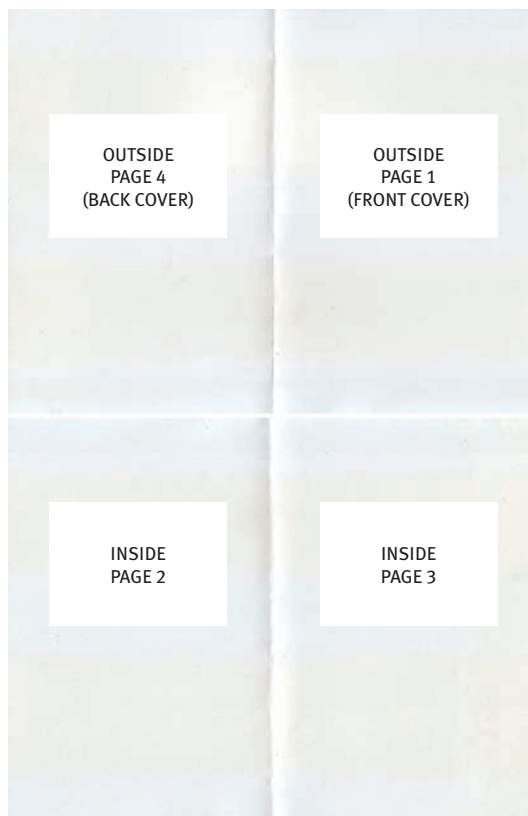 OUTSIDE
PAGE 4
(BACK COVER)
OUTSIDE
PAGE 1
(FRONT COVER)
INSIDE
PAGE 2
INSIDE
PAGE 3